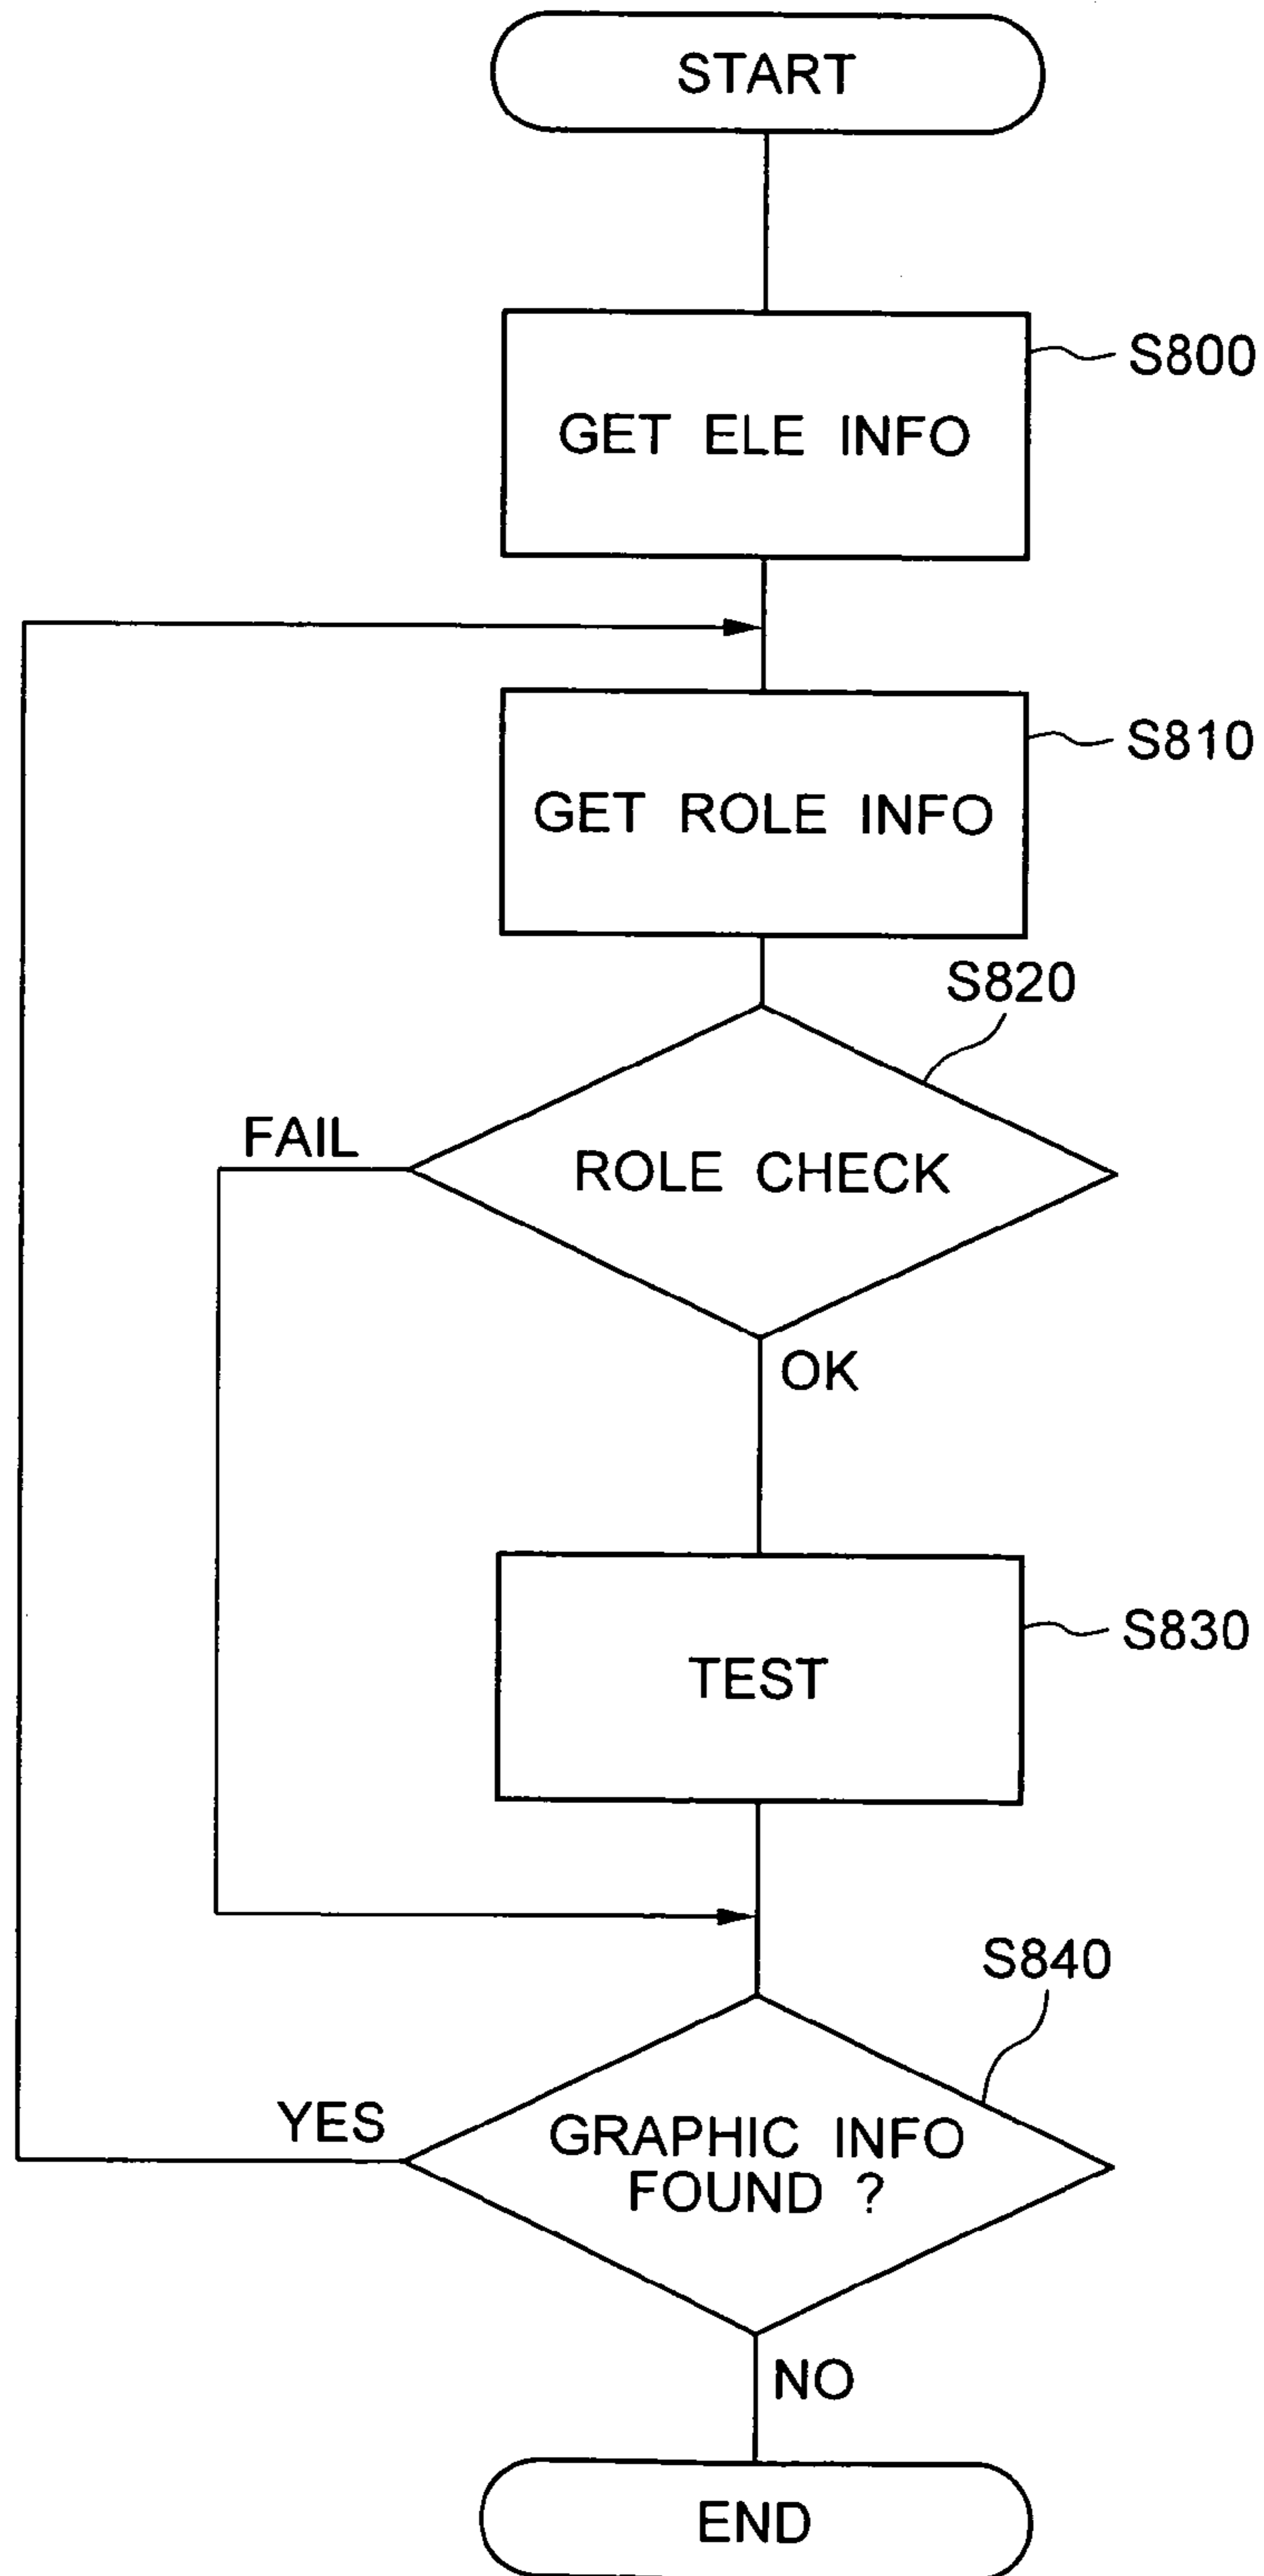 START
S800
GET ELE INFO
S810
GET ROLE INFO
S820
FAIL
ROLE CHECK
OK
S830
TEST
S840
YES
GRAPHIC INFO
FOUND ?
NO
END